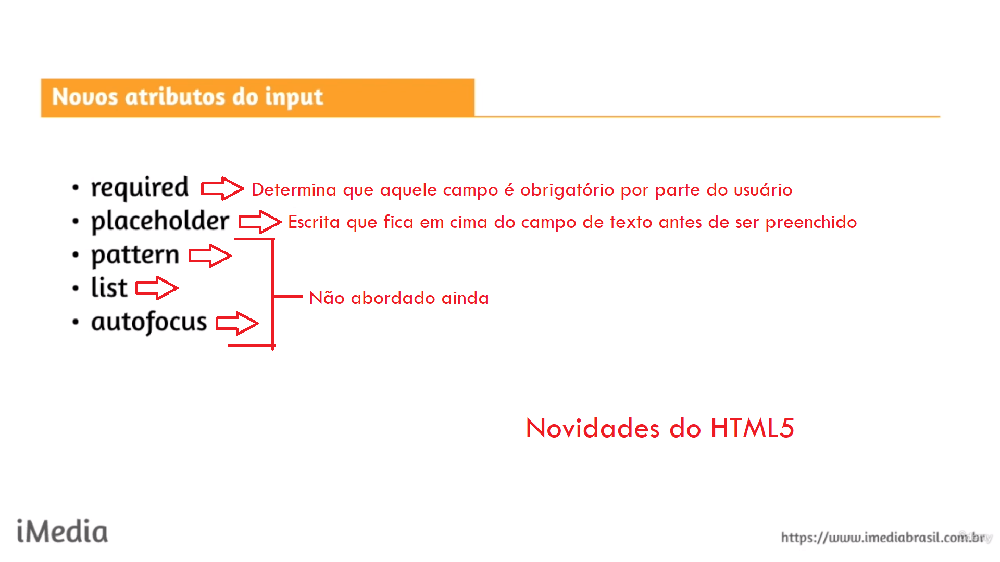 Novos atributos do input
• required Determina que aquele campo é obrigatório por parte do usuário
• placeholder Escrita que fica em cima do campo de texto antes de ser preenchido
• pattern
• list
Não abordado ainda
• autofocus
Novidades do HTML5
iMedia
https://www.imediabrasil.com.br
Udemy